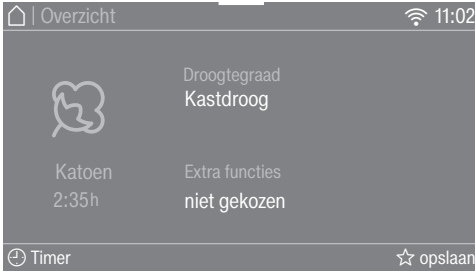 | Overzicht
11:02
Droogtegraad
Kastdroog
Katoen
2:35h
Extra functies
niet gekozen
Timer
opslaan